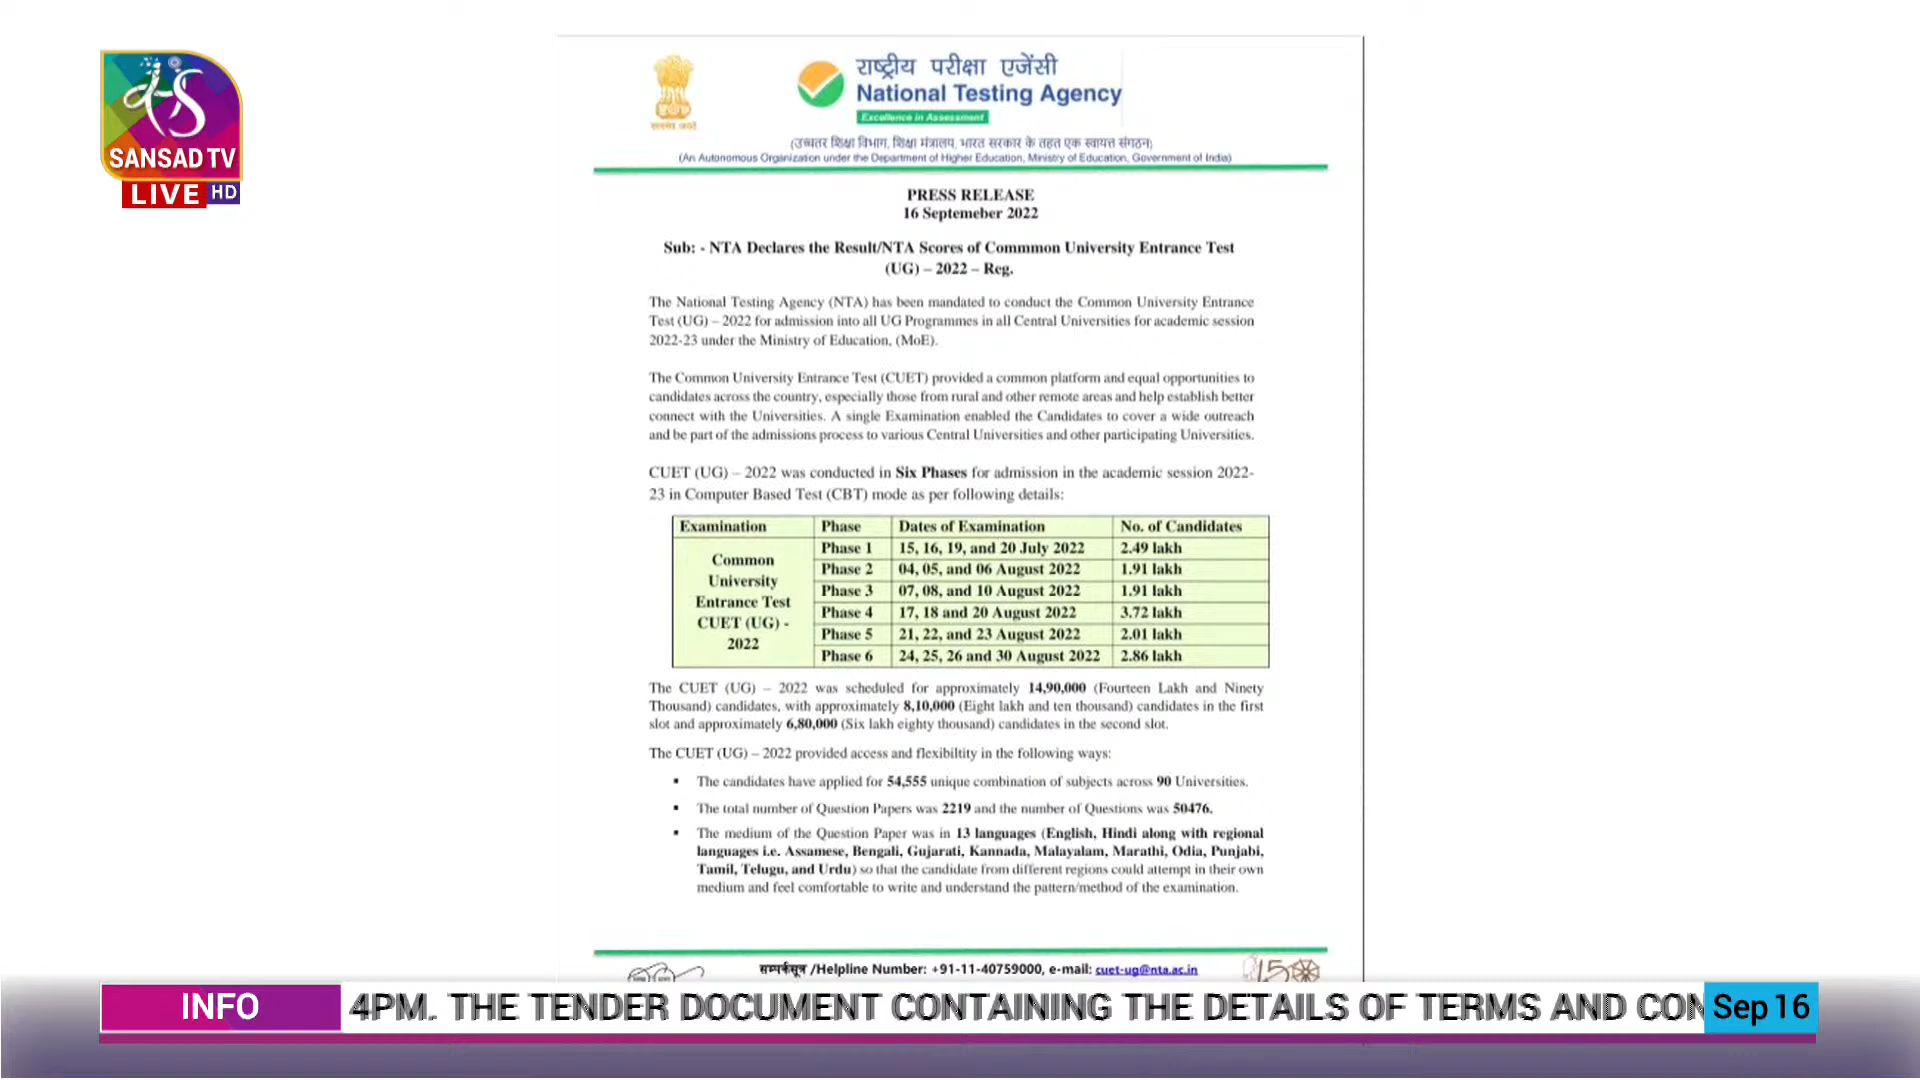 SANSAD TV
LIVE HD
राष्ट्रीय परीक्षा एजेंसी
National Testing Agency
Excellence in Assessment
(उच्चतर शिक्षा विभाग, शिक्षा मंत्रालय, भारत सरकार के तहत एक स्वायत्त संगठन)
(An Autonomous Organization under the Department of Higher Education, Ministry of Education, Government of India)
PRESS RELEASE
16 Septemeber 2022
Sub: - NTA Declares the Result/NTA Scores of Commmon University Entrance Test
(UG) – 2022 – Reg.
The National Testing Agency (NTA) has been mandated to conduct the Common University Entrance
Test (UG) – 2022 for admission into all UG Programmes in all Central Universities for academic session
2022-23 under the Ministry of Education, (MoE).
The Common University Entrance Test (CUET) provided a common platform and equal opportunities to
candidates across the country, especially those from rural and other remote areas and help establish better
connect with the Universities. A single Examination enabled the Candidates to cover a wide outreach
and be part of the admissions process to various Central Universities and other participating Universities.
CUET (UG) – 2022 was conducted in Six Phases for admission in the academic session 2022-
23 in Computer Based Test (CBT) mode as per following details:
Examination Phase Dates of Examination No. of Candidates
Common University Entrance Test CUET (UG) - 2022
Phase 1 15, 16, 19, and 20 July 2022 2.49 lakh
Phase 2 04, 05, and 06 August 2022 1.91 lakh
Phase 3 07, 08, and 10 August 2022 1.91 lakh
Phase 4 17, 18 and 20 August 2022 3.72 lakh
Phase 5 21, 22, and 23 August 2022 2.01 lakh
Phase 6 24, 25, 26 and 30 August 2022 2.86 lakh
The CUET (UG) – 2022 was scheduled for approximately 14,90,000 (Fourteen Lakh and Ninety
Thousand) candidates, with approximately 8,10,000 (Eight lakh and ten thousand) candidates in the first
slot and approximately 6,80,000 (Six lakh eighty thousand) candidates in the second slot.
The CUET (UG) – 2022 provided access and flexibiltity in the following ways:
▪ The candidates have applied for 54,555 unique combination of subjects across 90 Universities.
▪ The total number of Question Papers was 2219 and the number of Questions was 50476.
▪ The medium of the Question Paper was in 13 languages (English, Hindi along with regional
languages i.e. Assamese, Bengali, Gujarati, Kannada, Malayalam, Marathi, Odia, Punjabi,
Tamil, Telugu, and Urdu) so that the candidate from different regions could attempt in their own
medium and feel comfortable to write and understand the pattern/method of the examination.
सम्पर्कसूत्र /Helpline Number: +91-11-40759000, e-mail: cuet-ug@nta.ac.in
150
INFO 4PM. THE TENDER DOCUMENT CONTAINING THE DETAILS OF TERMS AND CON Sep 16